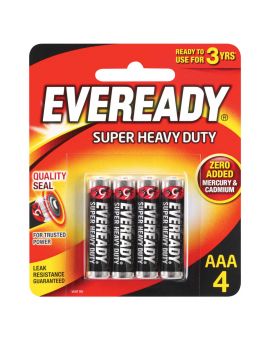 READY TO
USE FOR 3 YRS
EVEREADY®
SUPER HEAVY DUTY
QUALITY
SEAL
ZERO
ADDED
MERCURY &
CADMIUM
FOR TRUSTED
POWER
EVEREADY
SUPER HEAVY DUTY
EVEREADY
SUPER HEAVY DUTY
EVEREADY
SUPER HEAVY DUTY
EVEREADY
SUPER HEAVY DUTY
LEAK
RESISTANCE
GUARANTEED
AAA
4